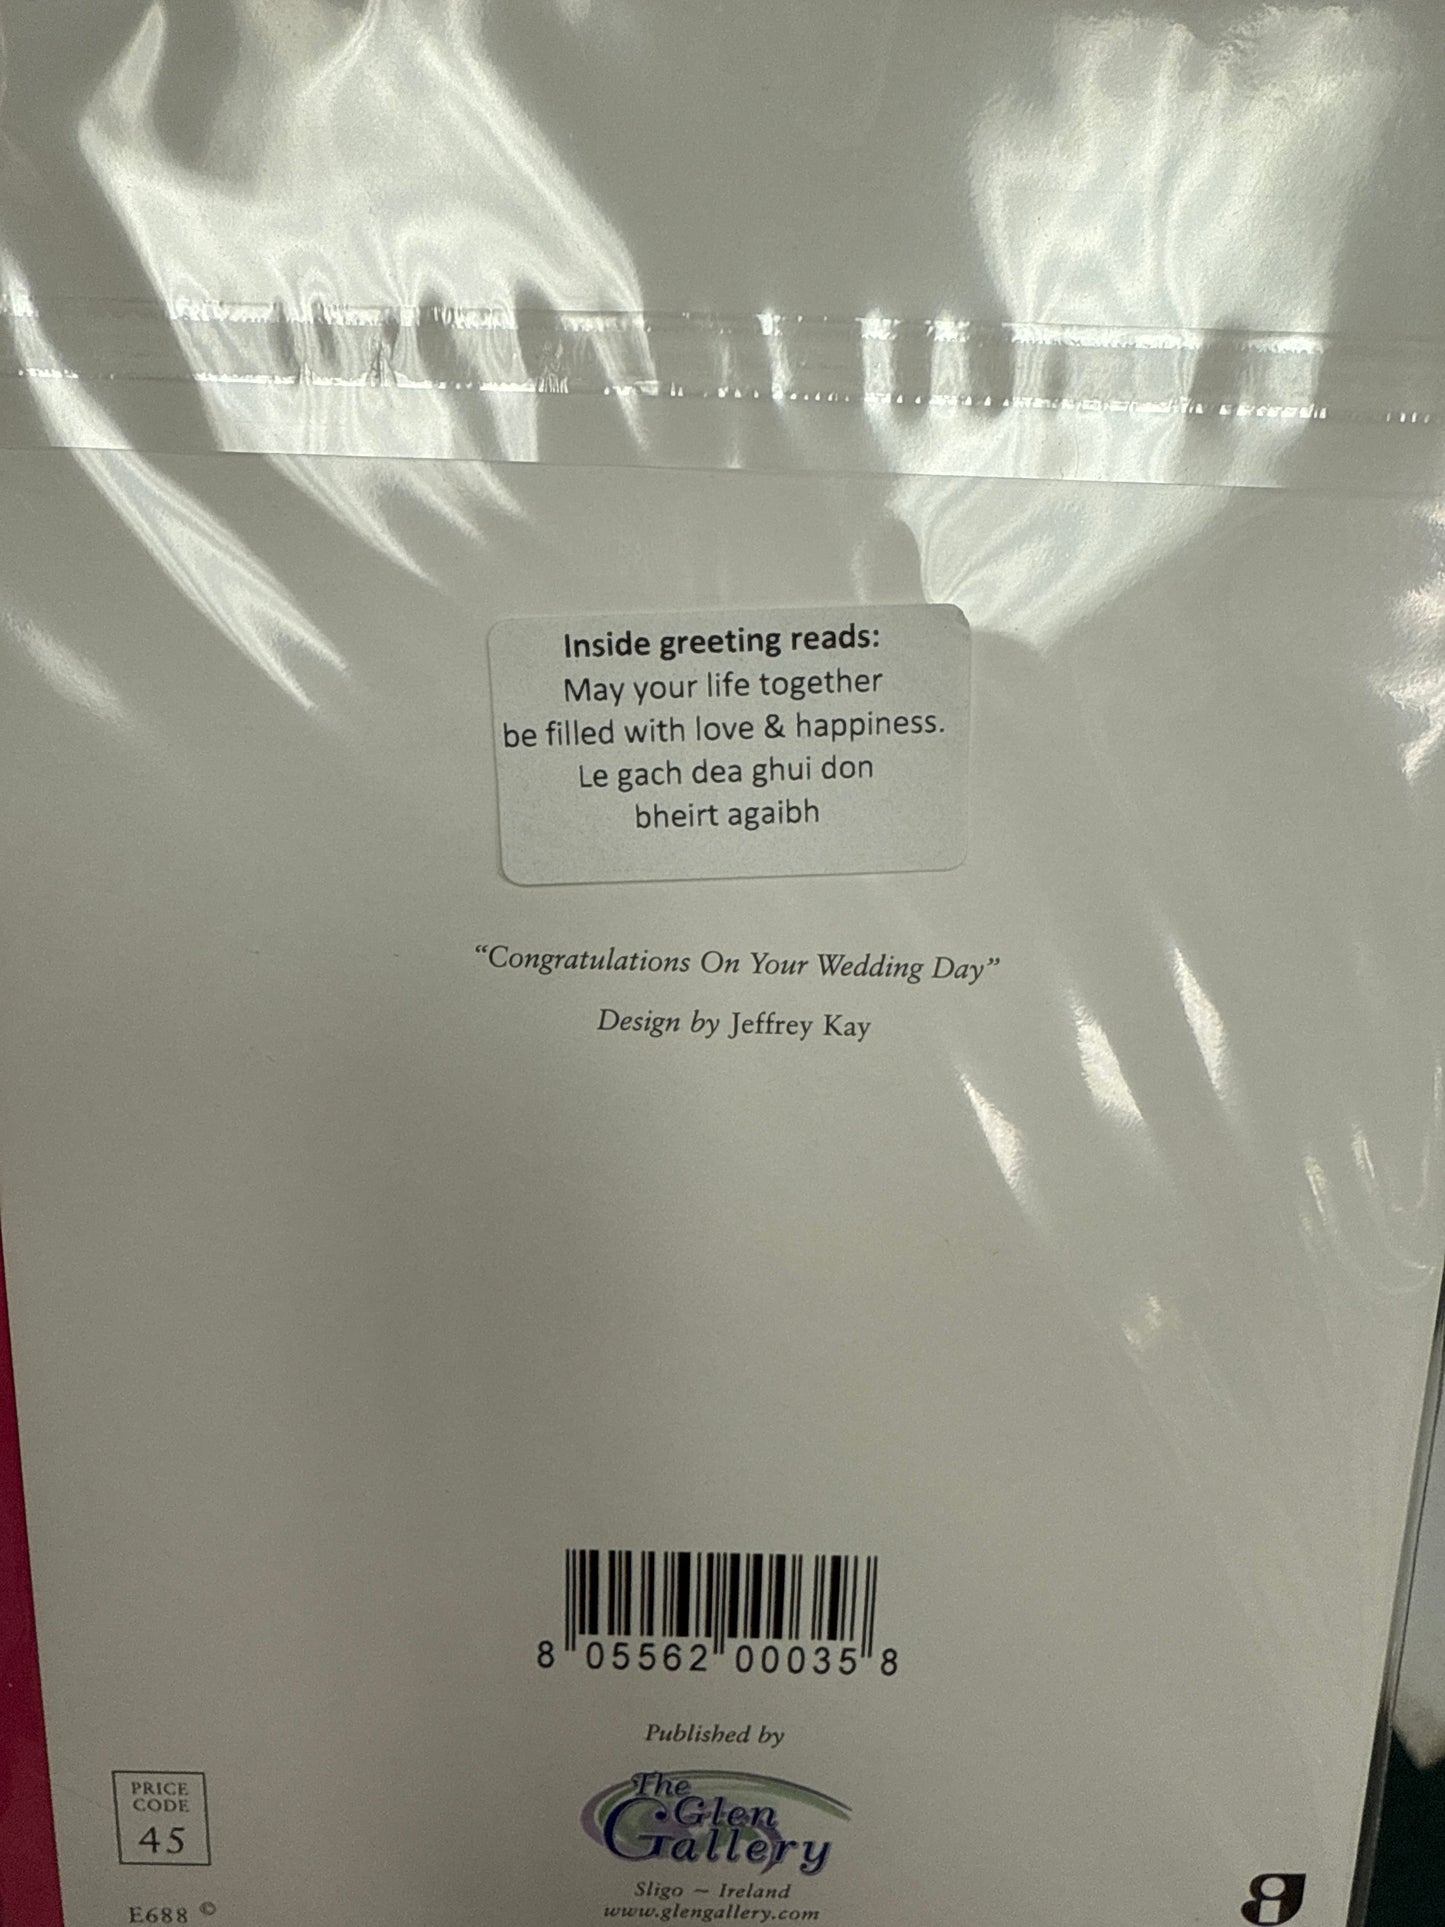 Inside greeting reads:
May your life together
be filled with love & happiness.
Le gach dea ghui don
bheirt agaibh
“Congratulations On Your Wedding Day”
Design by Jeffrey Kay
8 05562 00035 8
Published by
The
Glen
Gallery
Sligo ~ Ireland
www.glengallery.com
PRICE
CODE
45
E688 ©